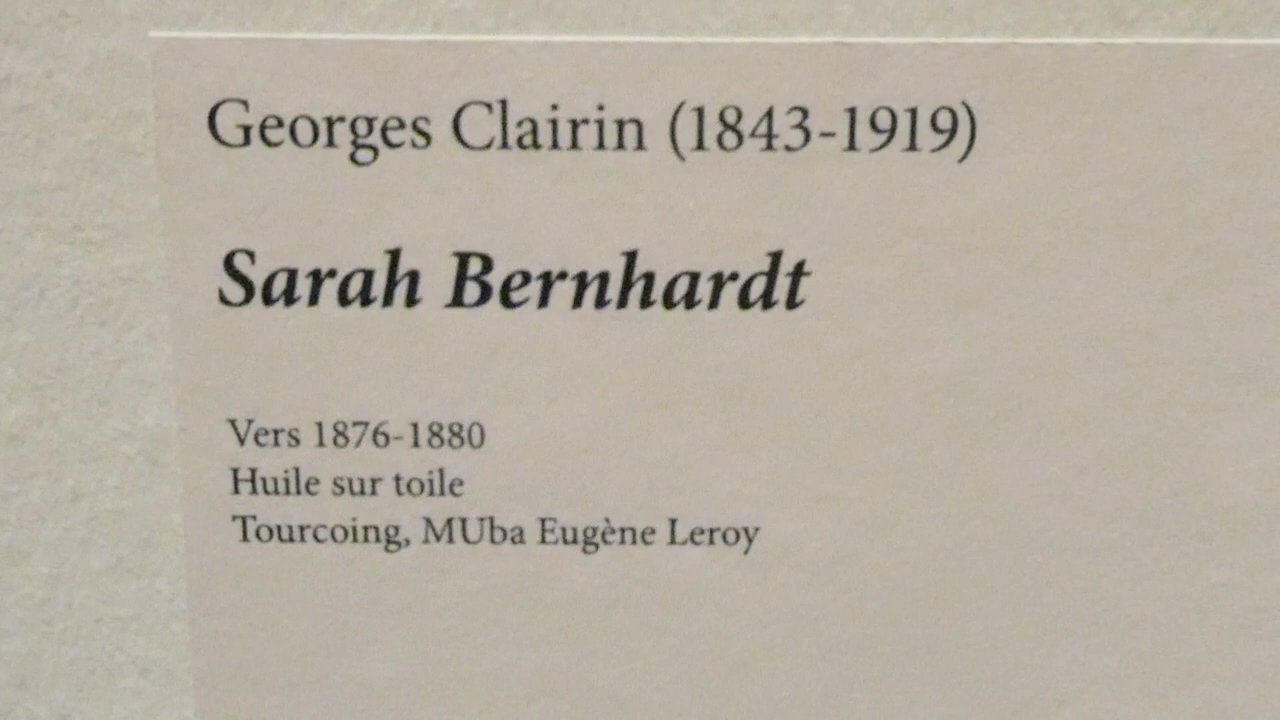 Georges Clairin (1843-1919)
Sarah Bernhardt
Vers 1876-1880
Huile sur toile
Tourcoing, MUba Eugène Leroy